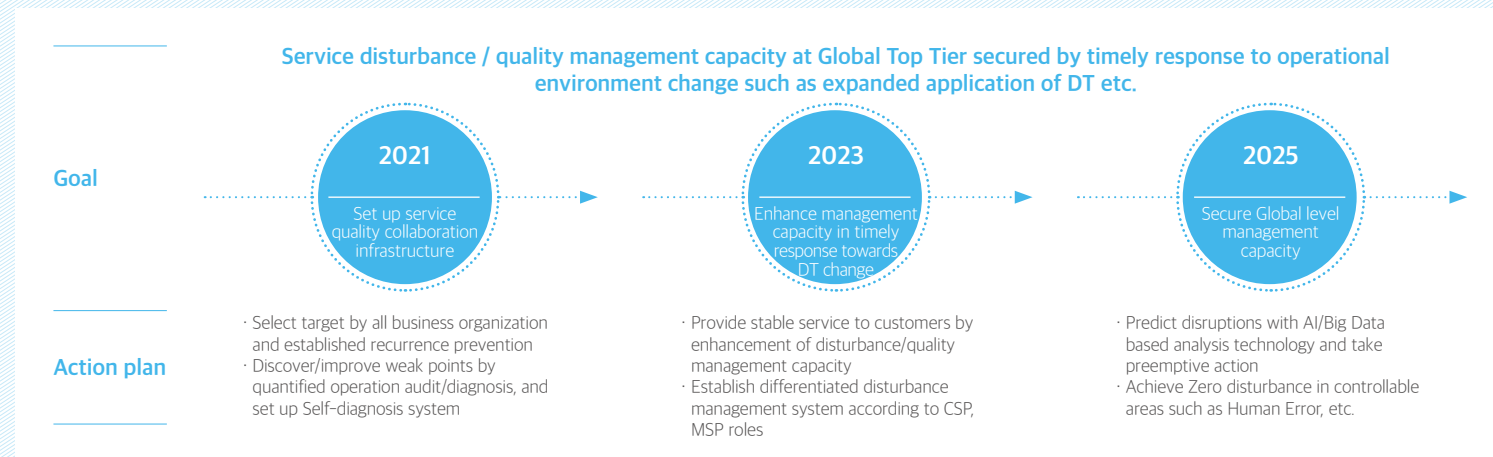 Service disturbance / quality management capacity at Global Top Tier secured by timely response to operational
environment change such as expanded application of DT etc.
Goal
2021
Set up service
quality collaboration
infrastructure
2023
Enhance management
capacity in timely
response towards
DT change
2025
Secure Global level
management
capacity
Action plan
· Select target by all business organization
and established recurrence prevention
· Discover/improve weak points by
quantified operation audit/diagnosis, and
set up Self-diagnosis system
· Provide stable service to customers by
enhancement of disturbance/quality
management capacity
· Establish differentiated disturbance
management system according to CSP,
MSP roles
· Predict disruptions with AI/Big Data
based analysis technology and take
preemptive action
· Achieve Zero disturbance in controllable
areas such as Human Error, etc.